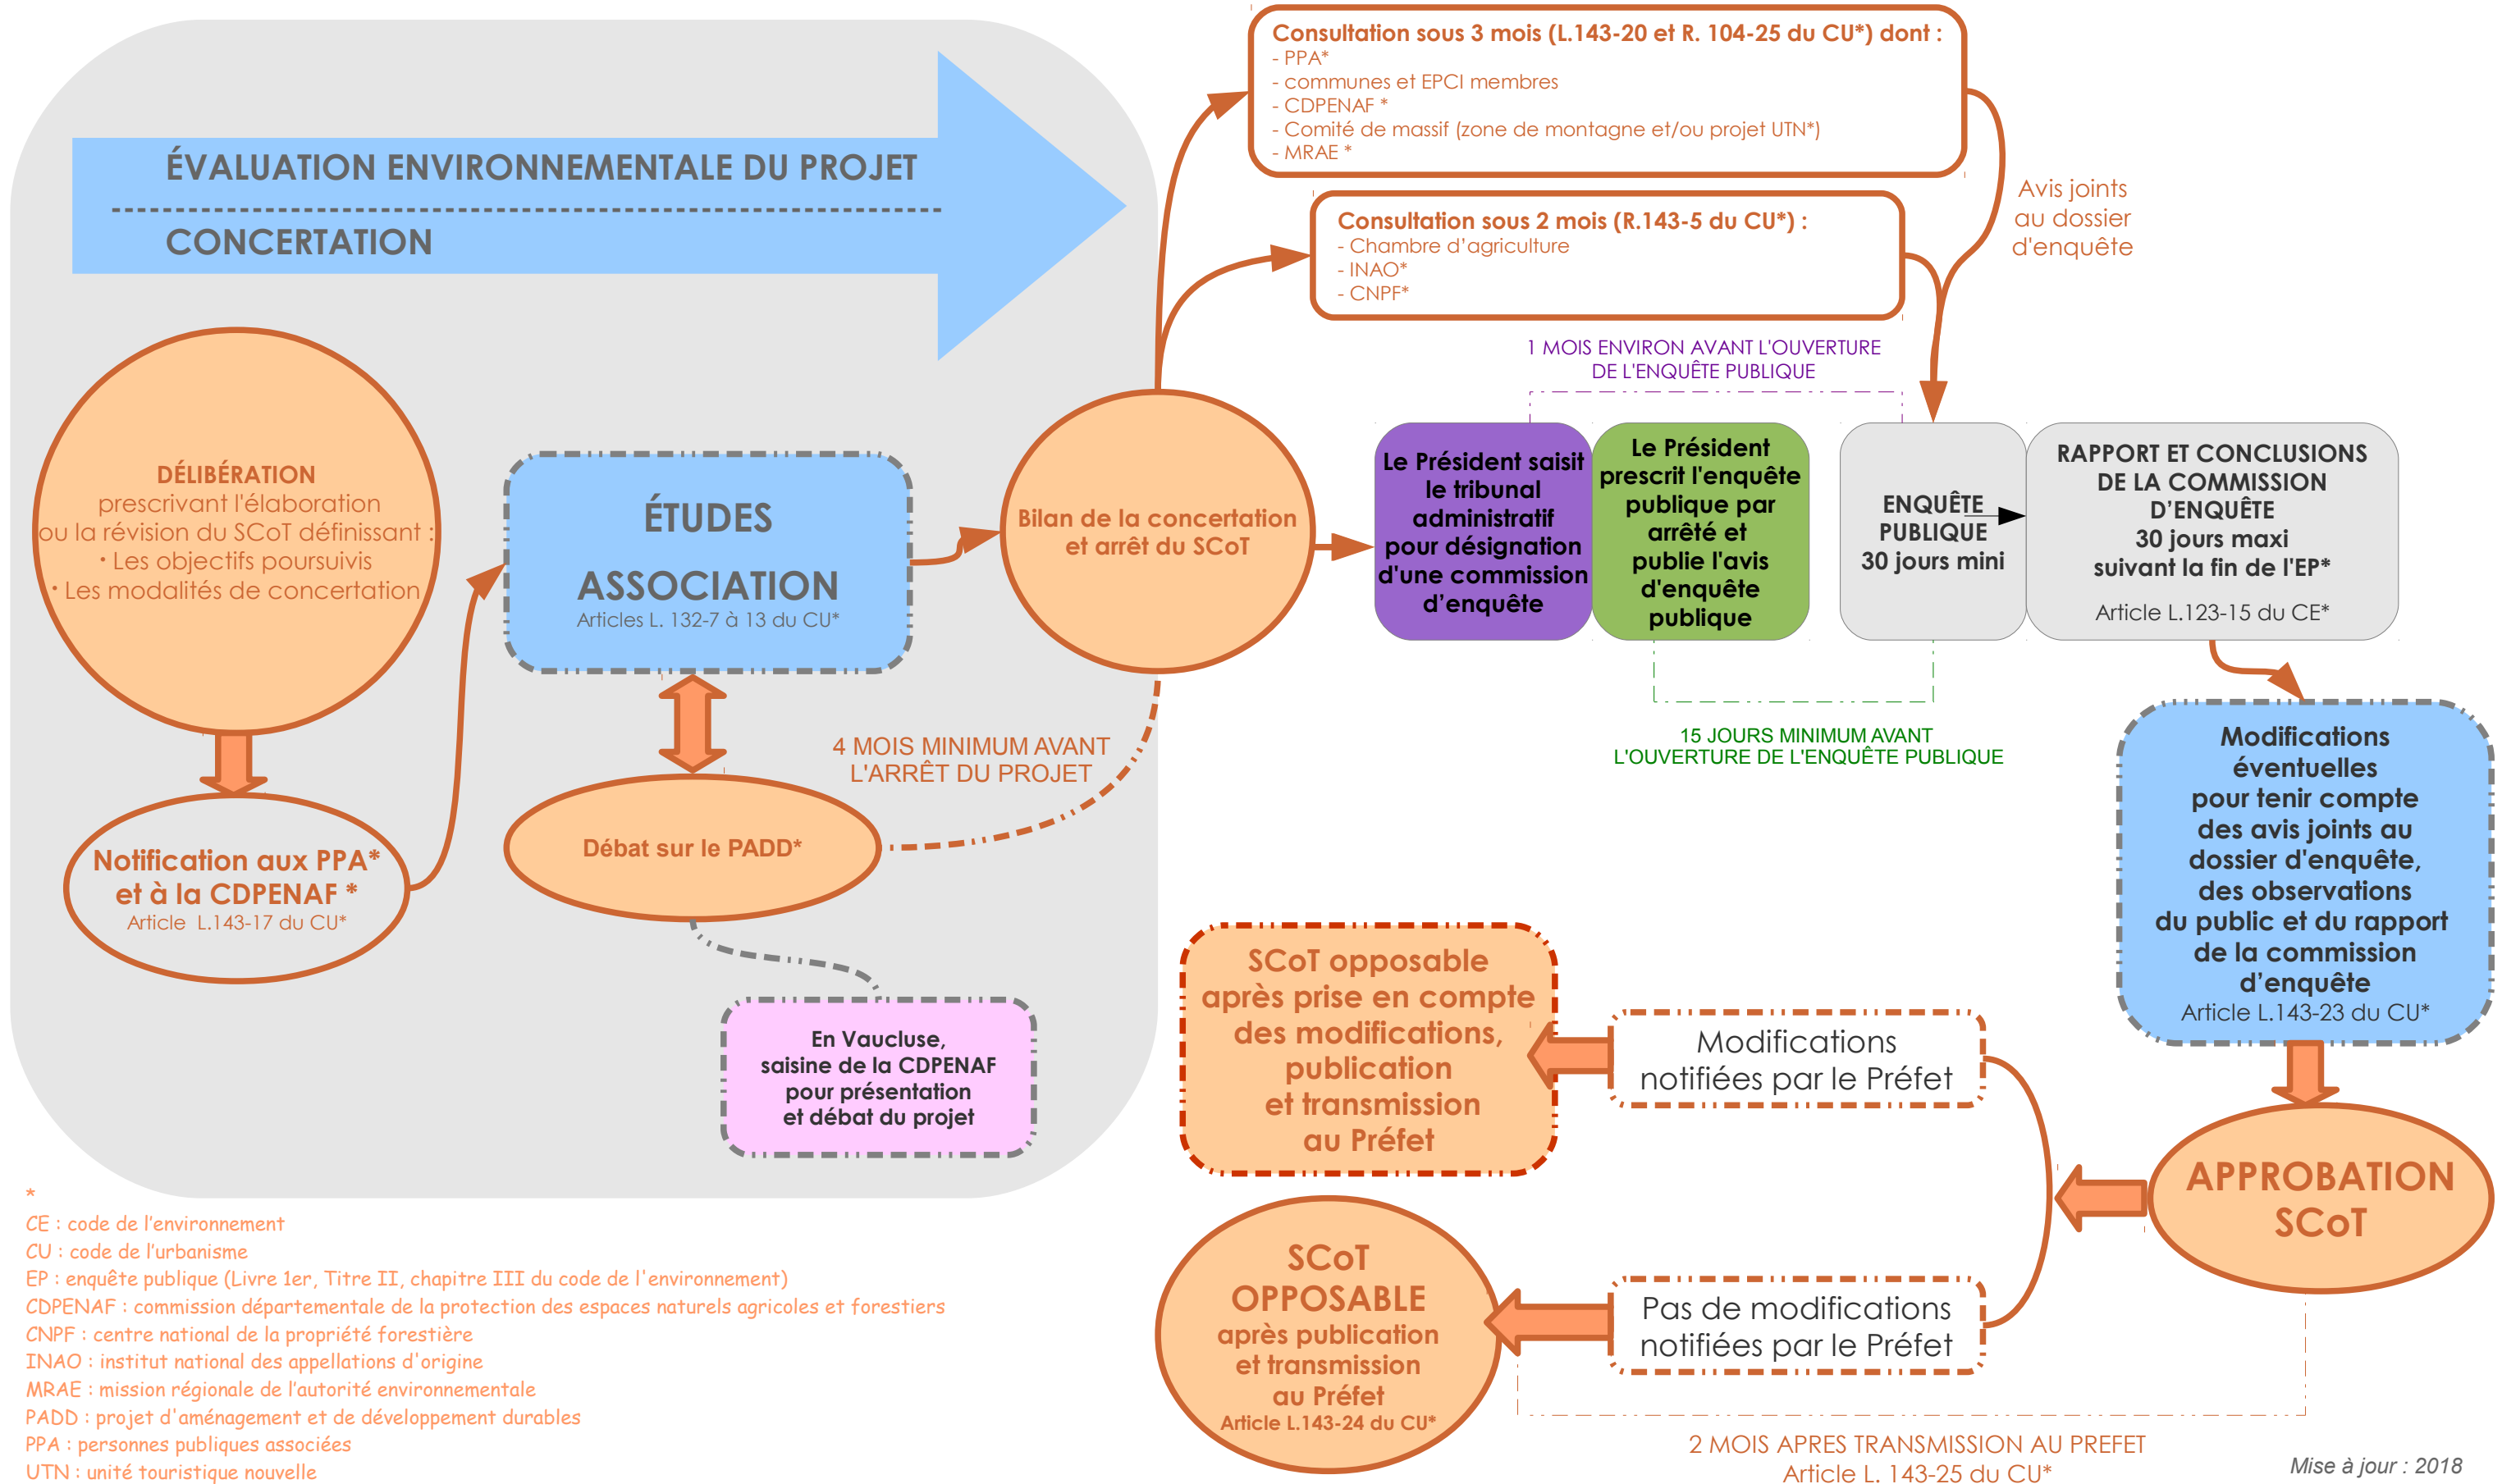 ÉVALUATION ENVIRONNEMENTALE DU PROJET
CONCERTATION
DÉLIBÉRATION
prescrivant l'élaboration
ou la révision du SCoT définissant :
• Les objectifs poursuivis
• Les modalités de concertation
Notification aux PPA*
et à la CDPENAF *
Article L.143-17 du CU*
ÉTUDES
ASSOCIATION
Articles L. 132-7 à 13 du CU*
Débat sur le PADD*
4 MOIS MINIMUM AVANT
L'ARRÊT DU PROJET
En Vaucluse,
saisine de la CDPENAF
pour présentation
et débat du projet
Bilan de la concertation
et arrêt du SCoT
Consultation sous 3 mois (L.143-20 et R. 104-25 du CU*) dont :
- PPA*
- communes et EPCI membres
- CDPENAF *
- Comité de massif (zone de montagne et/ou projet UTN*)
- MRAE *
Consultation sous 2 mois (R.143-5 du CU*) :
- Chambre d’agriculture
- INAO*
- CNPF*
Avis joints
au dossier
d'enquête
1 MOIS ENVIRON AVANT L'OUVERTURE
DE L'ENQUÊTE PUBLIQUE
Le Président saisit
le tribunal
administratif
pour désignation
d'une commission
d’enquête
Le Président
prescrit l'enquête
publique par
arrêté et
publie l'avis
d'enquête
publique
ENQUÊTE
PUBLIQUE
30 jours mini
RAPPORT ET CONCLUSIONS
DE LA COMMISSION
D’ENQUÊTE
30 jours maxi
suivant la fin de l'EP*
Article L.123-15 du CE*
15 JOURS MINIMUM AVANT
L'OUVERTURE DE L'ENQUÊTE PUBLIQUE
Modifications
éventuelles
pour tenir compte
des avis joints au
dossier d'enquête,
des observations
du public et du rapport
de la commission
d’enquête
Article L.143-23 du CU*
APPROBATION
SCoT
Modifications
notifiées par le Préfet
SCoT opposable
après prise en compte
des modifications,
publication
et transmission
au Préfet
Pas de modifications
notifiées par le Préfet
SCoT
OPPOSABLE
après publication
et transmission
au Préfet
Article L.143-24 du CU*
2 MOIS APRES TRANSMISSION AU PREFET
Article L. 143-25 du CU*
*
CE : code de l’environnement
CU : code de l’urbanisme
EP : enquête publique (Livre 1er, Titre II, chapitre III du code de l'environnement)
CDPENAF : commission départementale de la protection des espaces naturels agricoles et forestiers
CNPF : centre national de la propriété forestière
INAO : institut national des appellations d'origine
MRAE : mission régionale de l’autorité environnementale
PADD : projet d'aménagement et de développement durables
PPA : personnes publiques associées
UTN : unité touristique nouvelle
Mise à jour : 2018